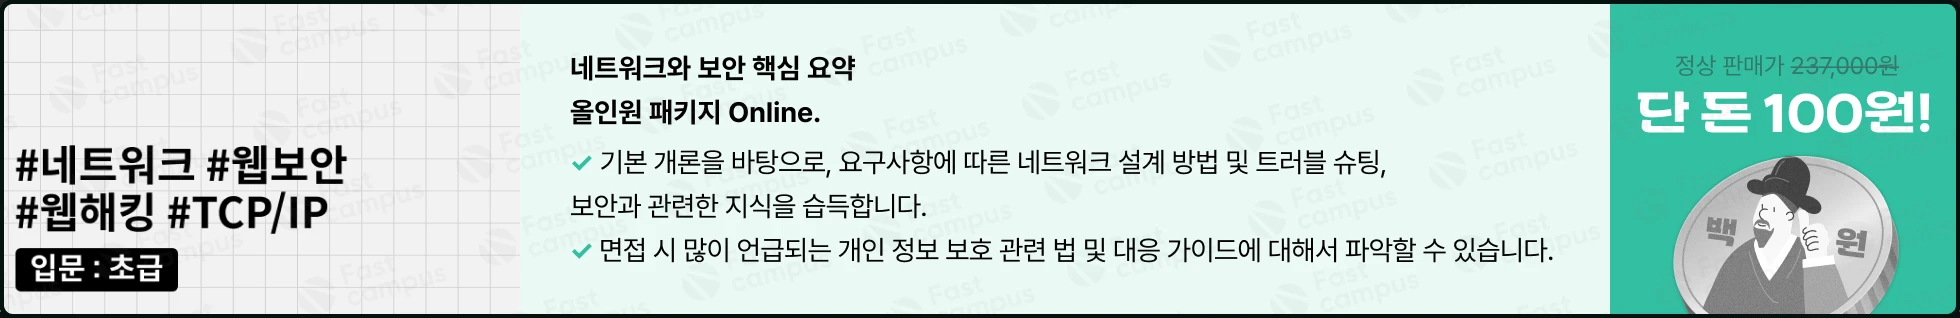 #네트워크 #웹보안
#웹해킹 #TCP/IP
입문 : 초급
네트워크와 보안 핵심 요약
올인원 패키지 Online.
✓ 기본 개론을 바탕으로, 요구사항에 따른 네트워크 설계 방법 및 트러블 슈팅,
보안과 관련한 지식을 습득합니다.
✓ 면접 시 많이 언급되는 개인 정보 보호 관련 법 및 대응 가이드에 대해서 파악할 수 있습니다.
정상 판매가 237,000원
단 돈 100원!
백 원
Fast campus